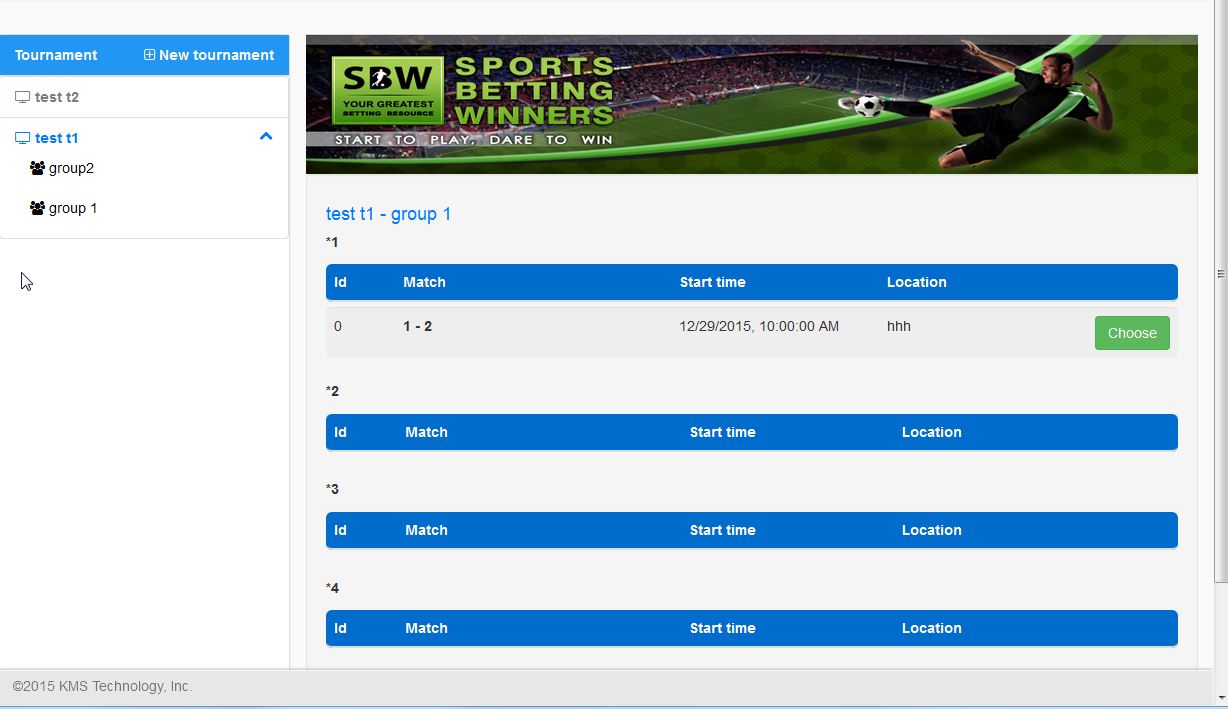 Tournament New tournament
test t2
test t1
group2
group 1
SBW
YOUR GREATEST
BETTING RESOURCE
SPORTS
BETTING
WINNERS
START TO PLAY, DARE TO WIN
test t1 - group 1
*1
Id Match Start time Location
0 1 - 2 12/29/2015, 10:00:00 AM hhh Choose
*2
Id Match Start time Location
*3
Id Match Start time Location
*4
Id Match Start time Location
©2015 KMS Technology, Inc.